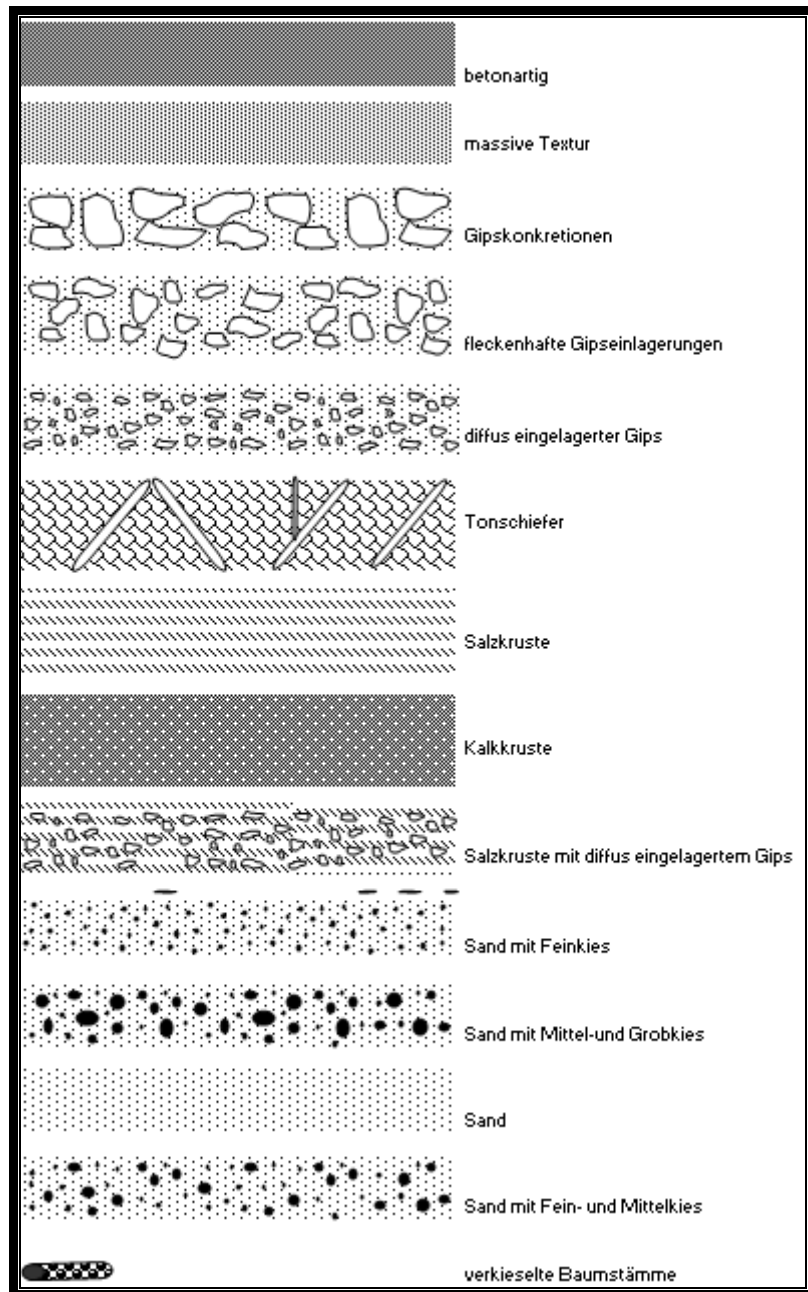 betonartig
massive Textur
Gipskonkretionen
fleckenhafte Gipseinlagerungen
diffus eingelagerter Gips
Tonschiefer
Salzkruste
Kalkkruste
Salzkruste mit diffus eingelagertem Gips
Sand mit Feinkies
Sand mit Mittel-und Grobkies
Sand
Sand mit Fein- und Mittelkies
verkieselte Baumstämme